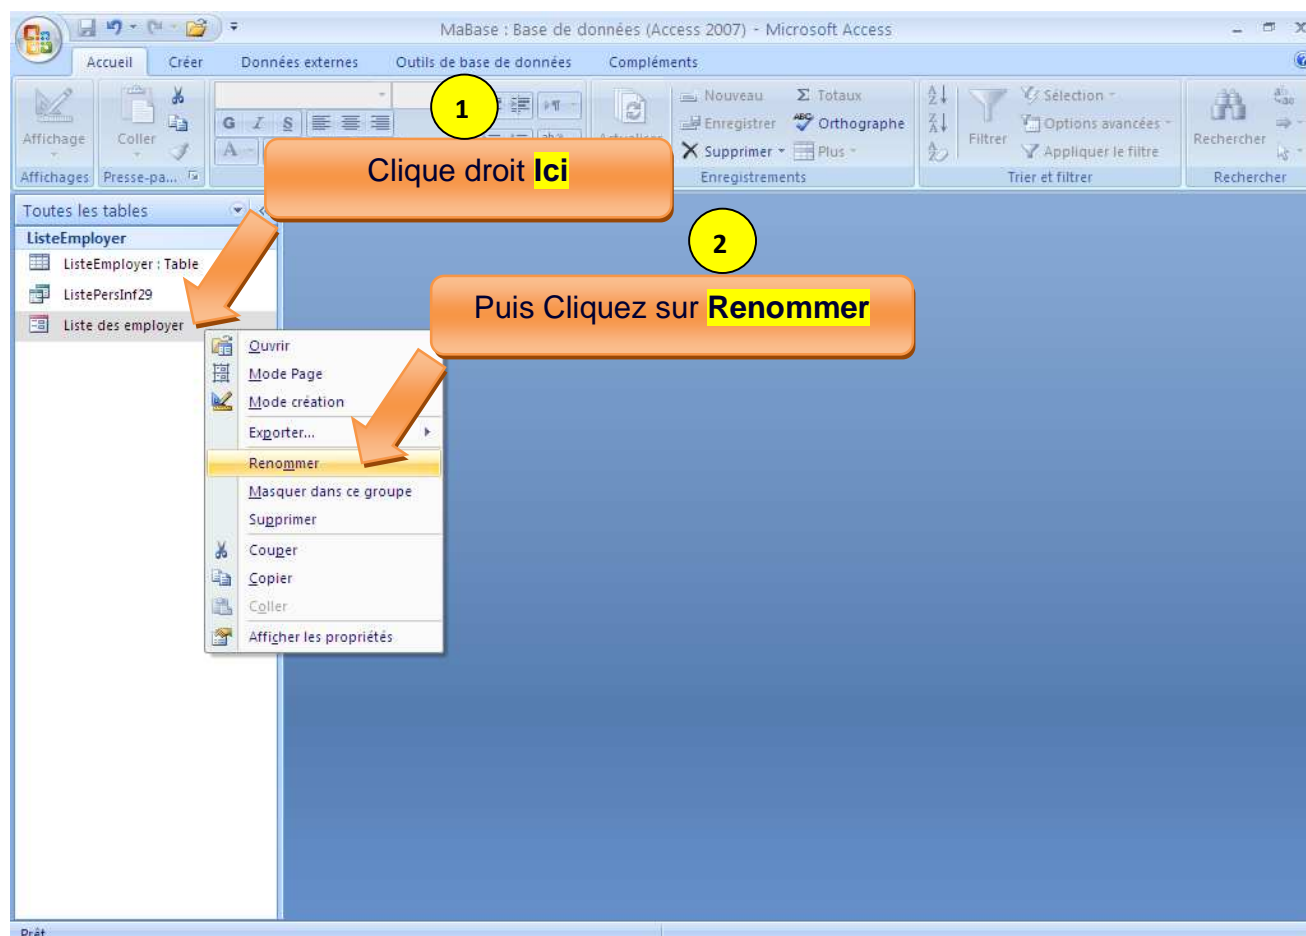 MaBase : Base de données (Access 2007) - Microsoft Access
Accueil Créer Données externes Outils de base de données Compléments
Affichage
Coller
G I S
A
Nouveau
Enregistrer
Supprimer
Σ Totaux
Orthographe
Plus
Filtrer
Sélection
Options avancées
Appliquer le filtre
Rechercher
Affichages Presse-pa... Enregistrements Trier et filtrer Rechercher
1
Clique droit Ici
2
Puis Cliquez sur Renommer
Toutes les tables
ListeEmployer
ListeEmployer : Table
ListePersInf29
Liste des employer
Ouvrir
Mode Page
Mode création
Exporter...
Renommer
Masquer dans ce groupe
Supprimer
Couper
Copier
Coller
Afficher les propriétés
Prêt